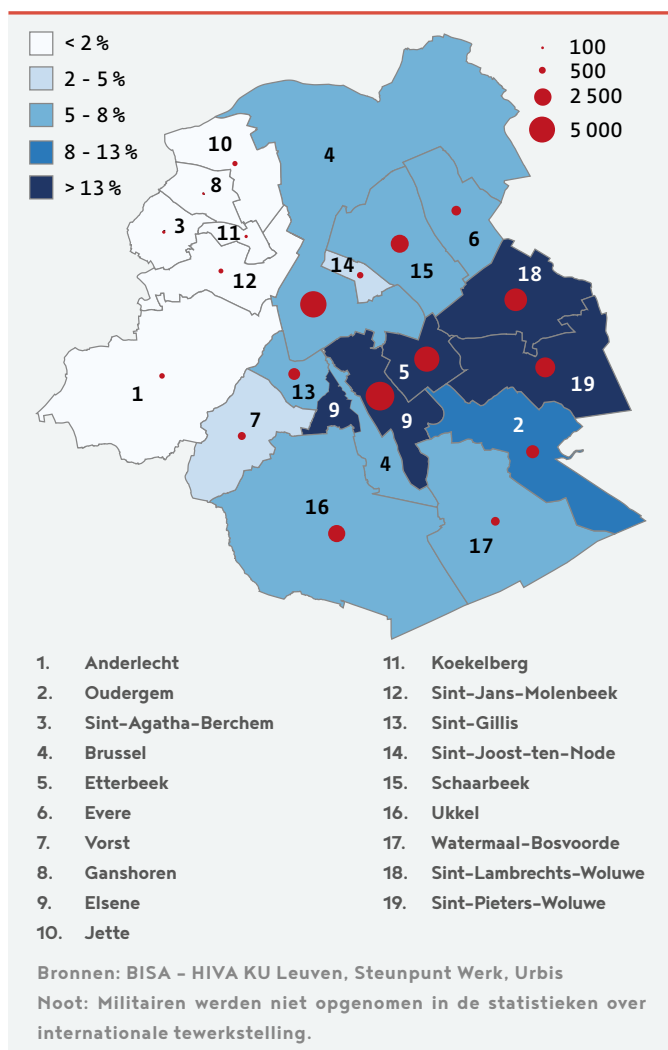 < 2 %
2 - 5 %
5 - 8 %
8 - 13 %
> 13 %
100
500
2 500
5 000
10
4
8
3
11
6
12
14
15
18
5
19
1
13
9
7
9
2
4
16
17
1. Anderlecht
2. Oudergem
3. Sint-Agatha-Berchem
4. Brussel
5. Etterbeek
6. Evere
7. Vorst
8. Ganshoren
9. Elsene
10. Jette
11. Koekelberg
12. Sint-Jans-Molenbeek
13. Sint-Gillis
14. Sint-Joost-ten-Node
15. Schaarbeek
16. Ukkel
17. Watermaal-Bosvoorde
18. Sint-Lambrechts-Woluwe
19. Sint-Pieters-Woluwe
Bronnen: BISA – HIVA KU Leuven, Steunpunt Werk, Urbis
Noot: Militairen werden niet opgenomen in de statistieken over
internationale tewerkstelling.